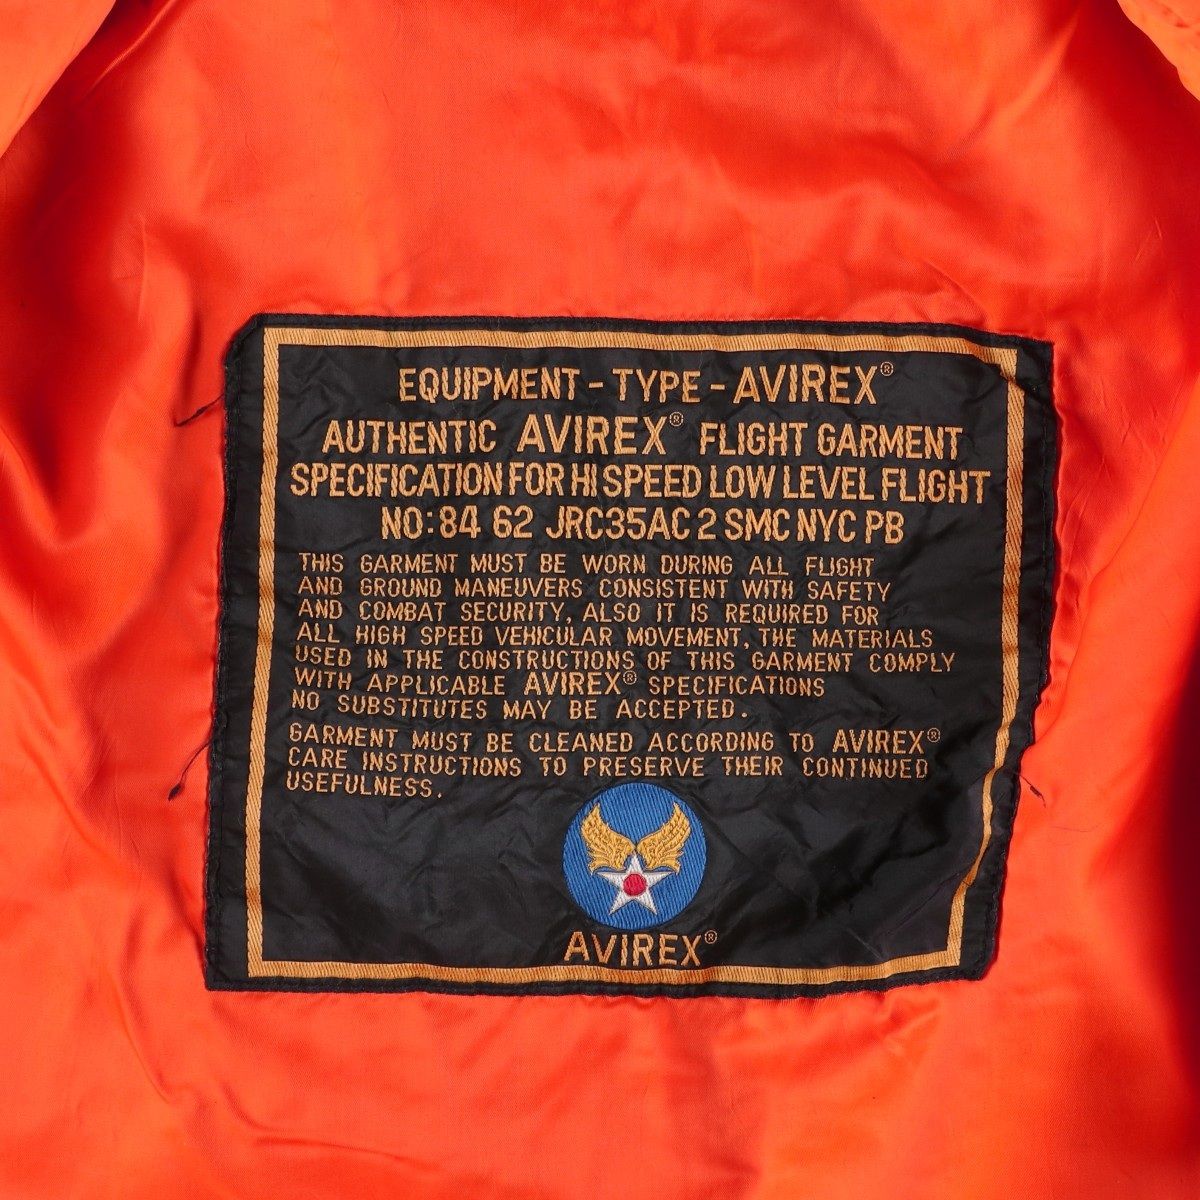 EQUIPMENT - TYPE - AVIREX®
AUTHENTIC AVIREX® FLIGHT GARMENT
SPECIFICATION FOR HI SPEED LOW LEVEL FLIGHT
NO: 84 62 JRC35AC 2 SMC NYC PB
THIS GARMENT MUST BE WORN DURING ALL FLIGHT
AND GROUND MANEUVERS CONSISTENT WITH SAFETY
AND COMBAT SECURITY, ALSO IT IS REQUIRED FOR
ALL HIGH SPEED VEHICULAR MOVEMENT, THE MATERIALS
USED IN THE CONSTRUCTIONS OF THIS GARMENT COMPLY
WITH APPLICABLE AVIREX® SPECIFICATIONS
NO SUBSTITUTES MAY BE ACCEPTED.
GARMENT MUST BE CLEANED ACCORDING TO AVIREX®
CARE INSTRUCTIONS TO PRESERVE THEIR CONTINUED
USEFULNESS.
AVIREX®